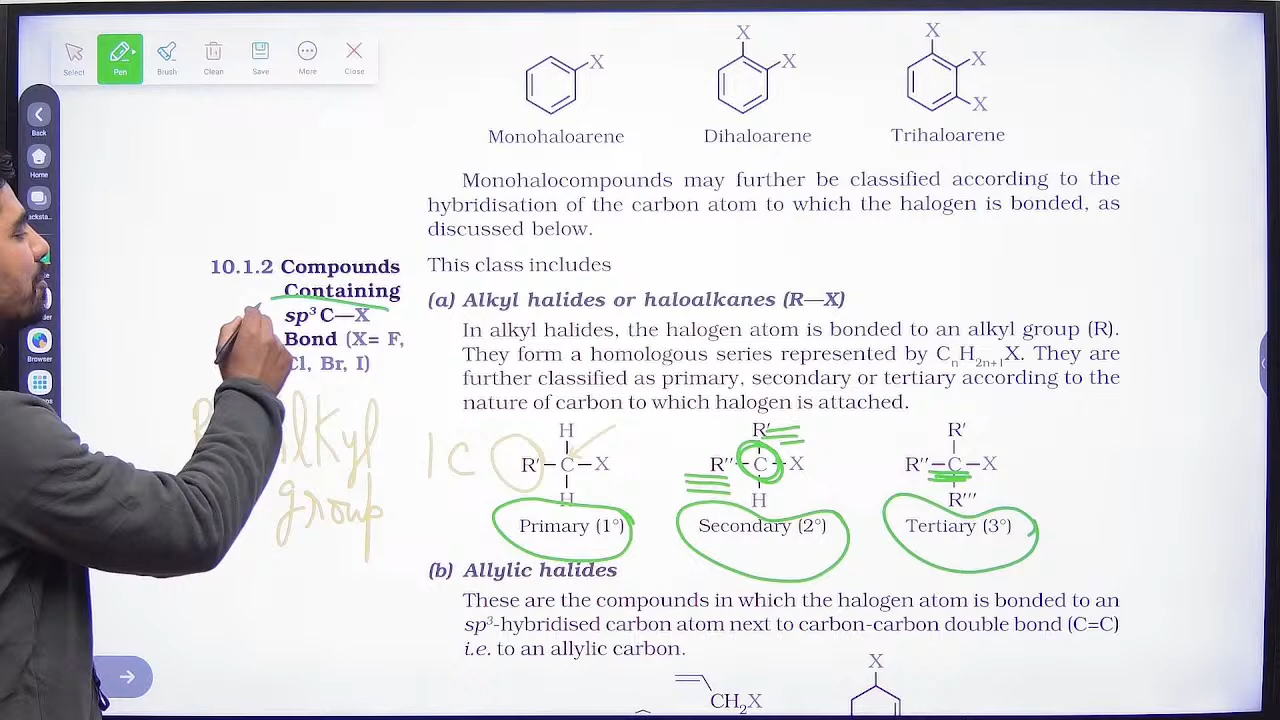 Select Pen Brush Clean Save More Close
Back
Home
Backsta...
Browser
X
X
X
X
X
X
Monohaloarene Dihaloarene Trihaloarene
Monohalocompounds may further be classified according to the
hybridisation of the carbon atom to which the halogen is bonded, as
discussed below.
10.1.2 Compounds
Containing
sp³ C—X
Bond (X= F,
Cl, Br, I)
This class includes
(a) Alkyl halides or haloalkanes (R—X)
In alkyl halides, the halogen atom is bonded to an alkyl group (R).
They form a homologous series represented by CₙH₂ₙ₊₁X. They are
further classified as primary, secondary or tertiary according to the
nature of carbon to which halogen is attached.
alkyl
group
1C
H R' R'
R'—C—X R''—C—X R''—C—X
H H R'''
Primary (1°) Secondary (2°) Tertiary (3°)
(b) Allylic halides
These are the compounds in which the halogen atom is bonded to an
sp³-hybridised carbon atom next to carbon-carbon double bond (C=C)
i.e. to an allylic carbon.
X
CH₂X